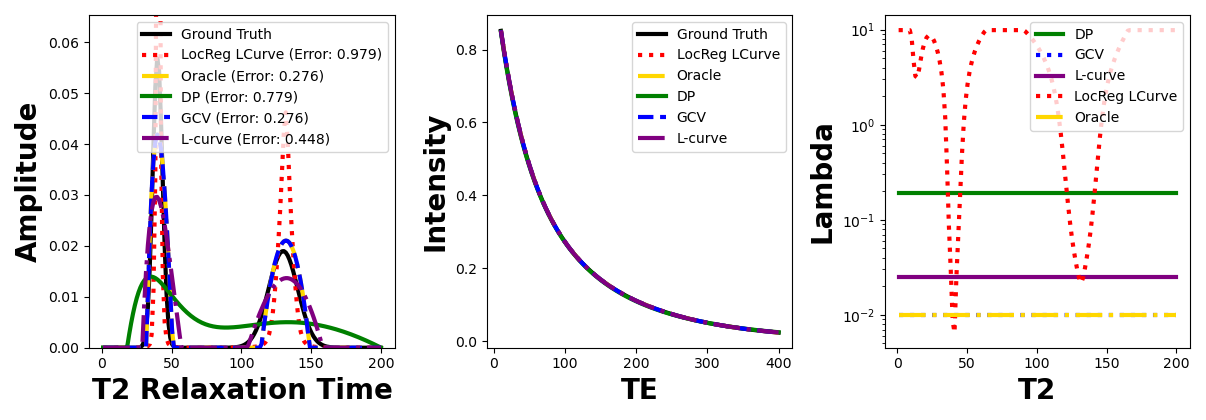 Amplitude
0.06
0.05
0.04
0.03
0.02
0.01
0.00
0
50
100
150
200
T2 Relaxation Time
Ground Truth
LocReg LCurve (Error: 0.979)
Oracle (Error: 0.276)
DP (Error: 0.779)
GCV (Error: 0.276)
L-curve (Error: 0.448)
Intensity
0.8
0.6
0.4
0.2
0.0
0
100
200
300
400
TE
Ground Truth
LocReg LCurve
Oracle
DP
GCV
L-curve
Lambda
10¹
10⁰
10⁻¹
10⁻²
0
50
100
150
200
T2
DP
GCV
L-curve
LocReg LCurve
Oracle